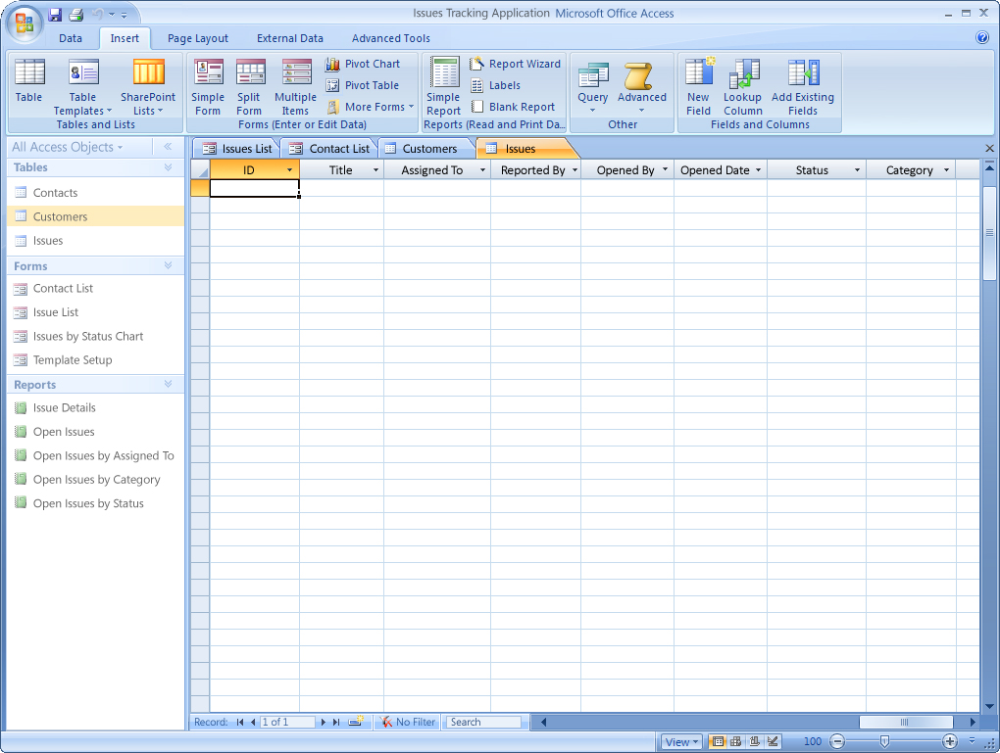 Issues Tracking Application Microsoft Office Access
Data Insert Page Layout External Data Advanced Tools
Table
Table Templates
SharePoint Lists
Tables and Lists
Simple Form
Split Form
Multiple Items
Pivot Chart
Pivot Table
More Forms
Forms (Enter or Edit Data)
Simple Report
Report Wizard
Labels
Blank Report
Reports (Read and Print Da...
Query
Advanced
Other
New Field
Lookup Column
Add Existing Fields
Fields and Columns
All Access Objects
Tables
Contacts
Customers
Issues
Forms
Contact List
Issue List
Issues by Status Chart
Template Setup
Reports
Issue Details
Open Issues
Open Issues by Assigned To
Open Issues by Category
Open Issues by Status
Issues List Contact List Customers Issues
ID Title Assigned To Reported By Opened By Opened Date Status Category
Record: 1 of 1 No Filter Search
View 100